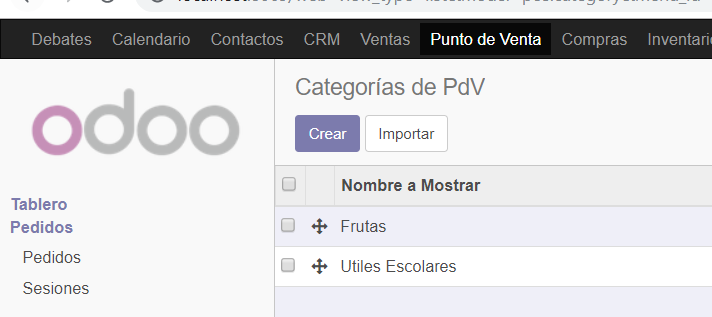 Debates Calendario Contactos CRM Ventas Punto de Venta Compras
odoo
Categorías de PdV
Crear Importar
Nombre a Mostrar
Tablero
Pedidos
Frutas
Pedidos
Utiles Escolares
Sesiones